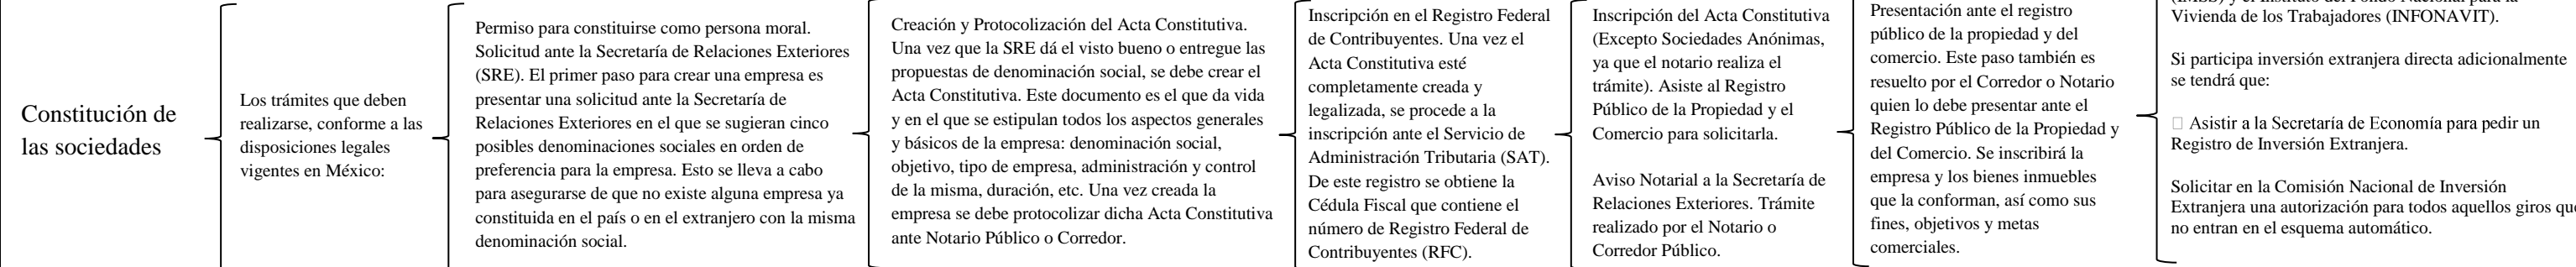 Constitución de
las sociedades
Los trámites que deben
realizarse, conforme a las
disposiciones legales
vigentes en México:
Permiso para constituirse como persona moral.
Solicitud ante la Secretaría de Relaciones Exteriores
(SRE). El primer paso para crear una empresa es
presentar una solicitud ante la Secretaría de
Relaciones Exteriores en el que se sugieran cinco
posibles denominaciones sociales en orden de
preferencia para la empresa. Esto se lleva a cabo
para asegurarse de que no existe alguna empresa ya
constituida en el país o en el extranjero con la misma
denominación social.
Creación y Protocolización del Acta Constitutiva.
Una vez que la SRE dá el visto bueno o entregue las
propuestas de denominación social, se debe crear el
Acta Constitutiva. Este documento es el que da vida
y en el que se estipulan todos los aspectos generales
y básicos de la empresa: denominación social,
objetivo, tipo de empresa, administración y control
de la misma, duración, etc. Una vez creada la
empresa se debe protocolizar dicha Acta Constitutiva
ante Notario Público o Corredor.
Inscripción en el Registro Federal
de Contribuyentes. Una vez el
Acta Constitutiva esté
completamente creada y
legalizada, se procede a la
inscripción ante el Servicio de
Administración Tributaria (SAT).
De este registro se obtiene la
Cédula Fiscal que contiene el
número de Registro Federal de
Contribuyentes (RFC).
Inscripción del Acta Constitutiva
(Excepto Sociedades Anónimas,
ya que el notario realiza el
trámite). Asiste al Registro
Público de la Propiedad y el
Comercio para solicitarla.
Aviso Notarial a la Secretaría de
Relaciones Exteriores. Trámite
realizado por el Notario o
Corredor Público.
Presentación ante el registro
público de la propiedad y del
comercio. Este paso también es
resuelto por el Corredor o Notario
quien lo debe presentar ante el
Registro Público de la Propiedad y
del Comercio. Se inscribirá la
empresa y los bienes inmuebles
que la conforman, así como sus
fines, objetivos y metas
comerciales.
(IMSS) y el Instituto del Fondo Nacional para la
Vivienda de los Trabajadores (INFONAVIT).
Si participa inversión extranjera directa adicionalmente
se tendrá que:
Asistir a la Secretaría de Economía para pedir un
Registro de Inversión Extranjera.
Solicitar en la Comisión Nacional de Inversión
Extranjera una autorización para todos aquellos giros que
no entran en el esquema automático.